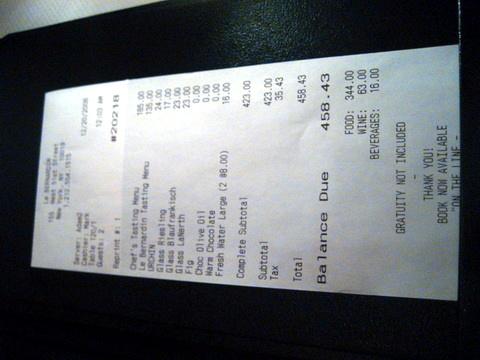 Le BERNARDIN
155 West 51st Street
New York, NY 10019
1.212.554.1515
Server: Adam2 12/20/2008
Cashier: Mark
Table 120/1 12:03 AM
Guests: 2
#20218
Reprint #: 1
Chef's Tasting Menu 185.00
Le Bernardin Tasting Menu 135.00
URCHIN 24.00
Glass Riesling 17.00
Glass Blaufrankisch 23.00
Glass 23.00
Fig 0.00
Choc Olive Oil 0.00
Warm Chocolate 0.00
Fresh Water Large (2 @8.00) 16.00
Complete Subtotal 423.00
Subtotal 423.00
Tax 35.43
Total 458.43
Balance Due 458.43
FOOD: 344.00
WINE: 63.00
BEVERAGES: 16.00
GRATUITY NOT INCLUDED
-
THANK YOU!
BOOK NOW AVAILABLE
"ON THE LINE -